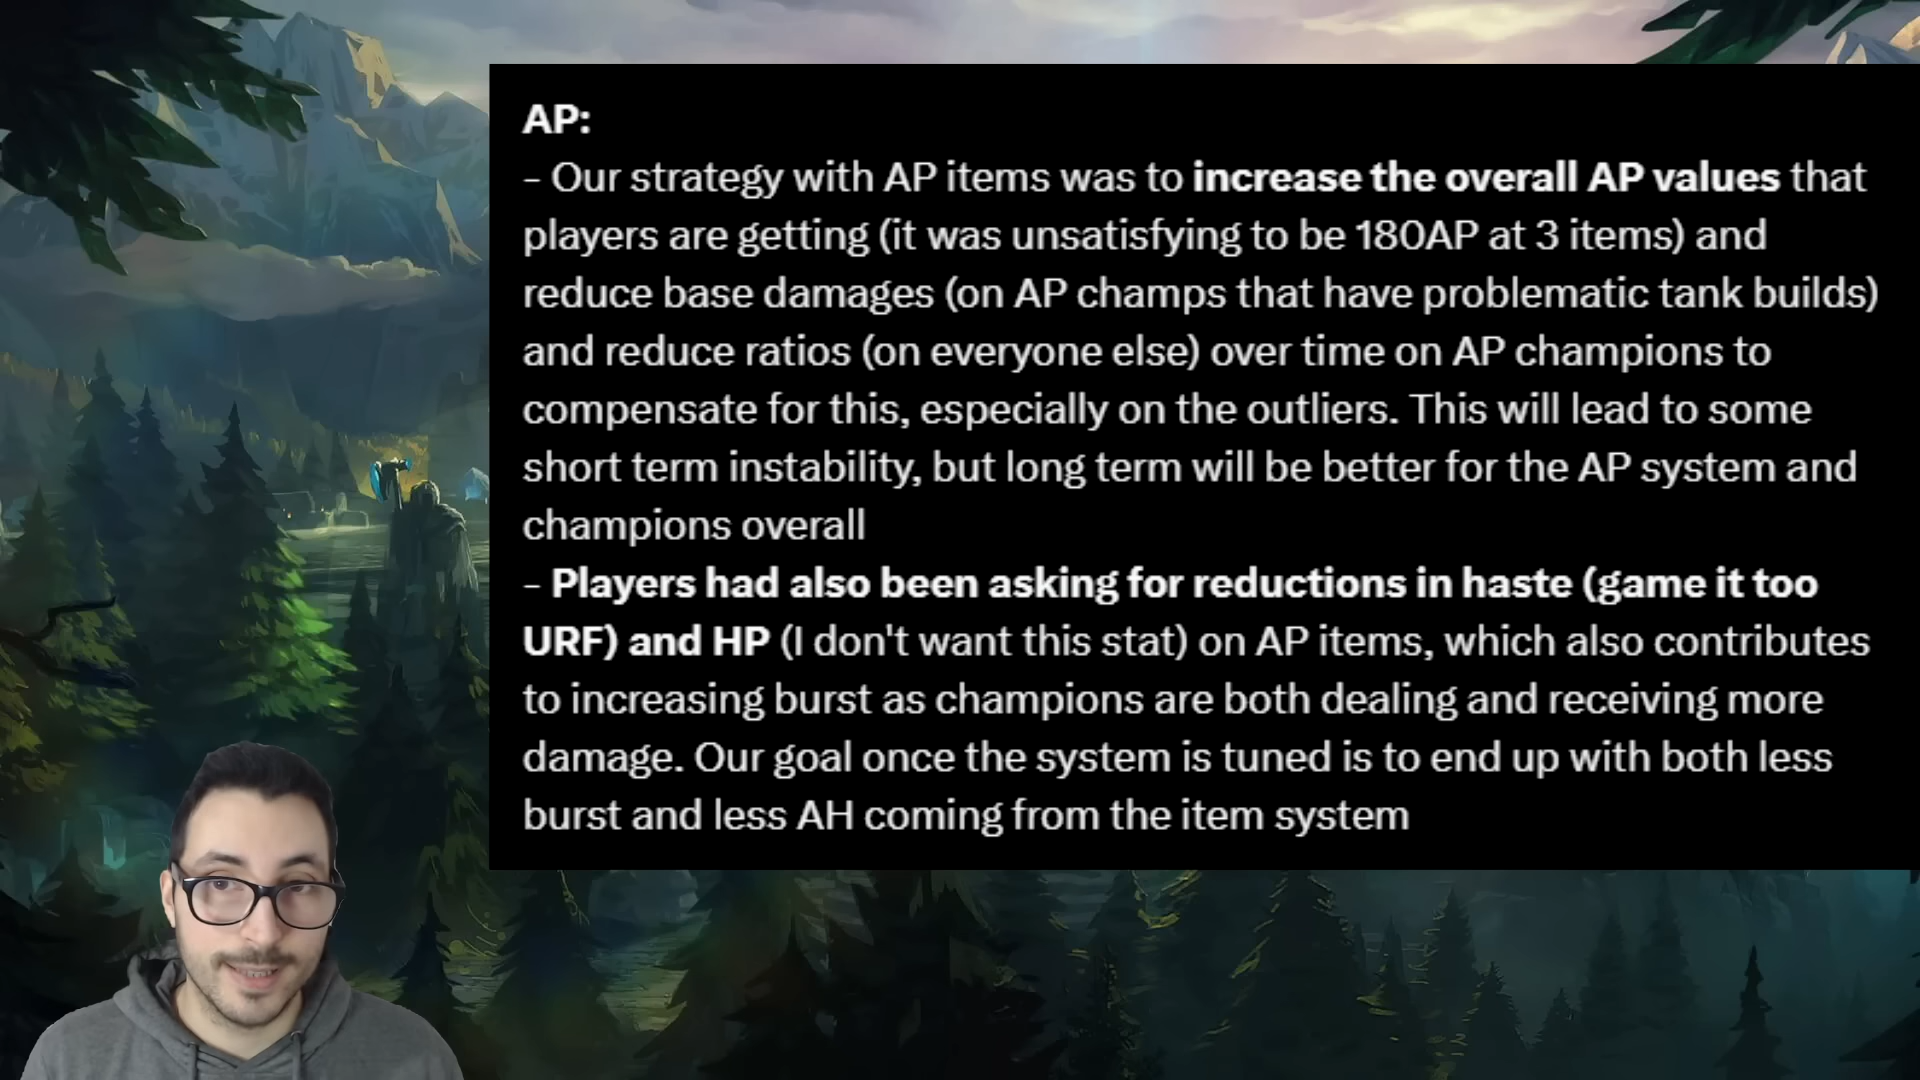 AP:
- Our strategy with AP items was to increase the overall AP values that
players are getting (it was unsatisfying to be 180AP at 3 items) and
reduce base damages (on AP champs that have problematic tank builds)
and reduce ratios (on everyone else) over time on AP champions to
compensate for this, especially on the outliers. This will lead to some
short term instability, but long term will be better for the AP system and
champions overall
- Players had also been asking for reductions in haste (game it too
URF) and HP (I don't want this stat) on AP items, which also contributes
to increasing burst as champions are both dealing and receiving more
damage. Our goal once the system is tuned is to end up with both less
burst and less AH coming from the item system